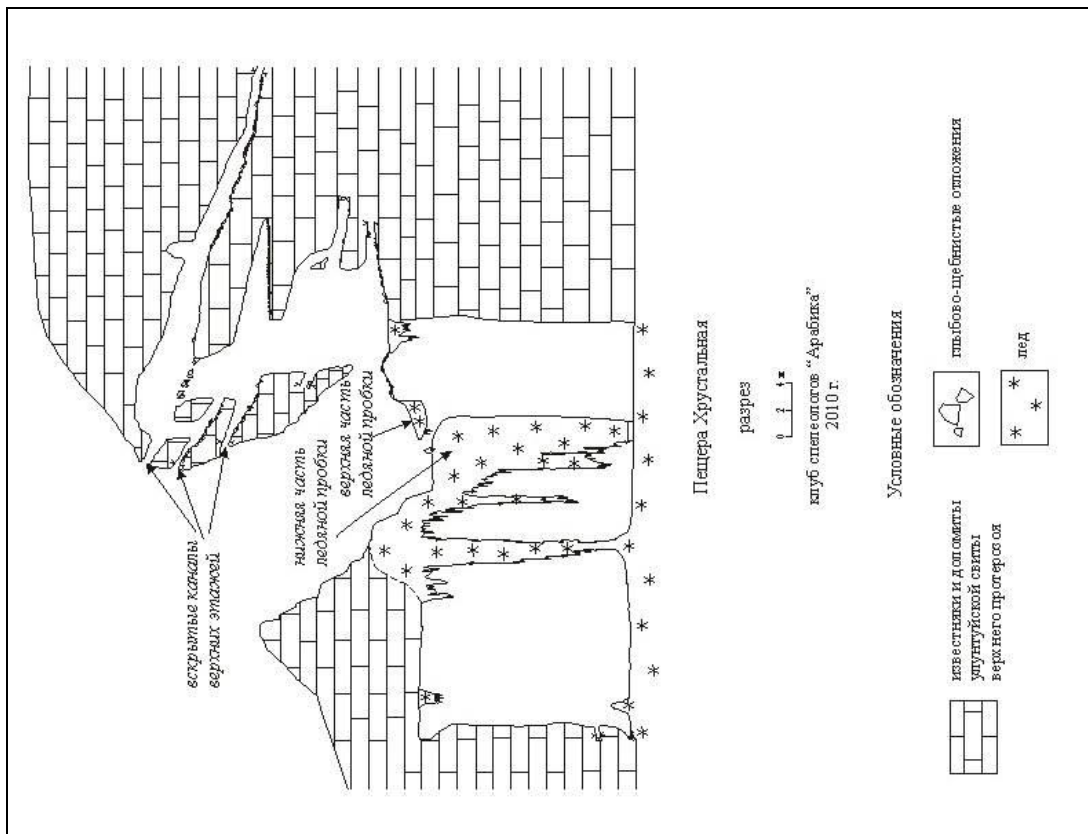 вскрытые каналы
верхних этажей
нижняя часть
ледяной пробки
верхняя часть
ледяной пробки
Пещера Хрустальная
разрез
0 2 4 м
клуб спелеологов "Арабика"
2010 г.
Условные обозначения
известняки и доломиты
улунтуйской свиты
верхнего протерозоя
глыбово-щебнистые отложения
лед